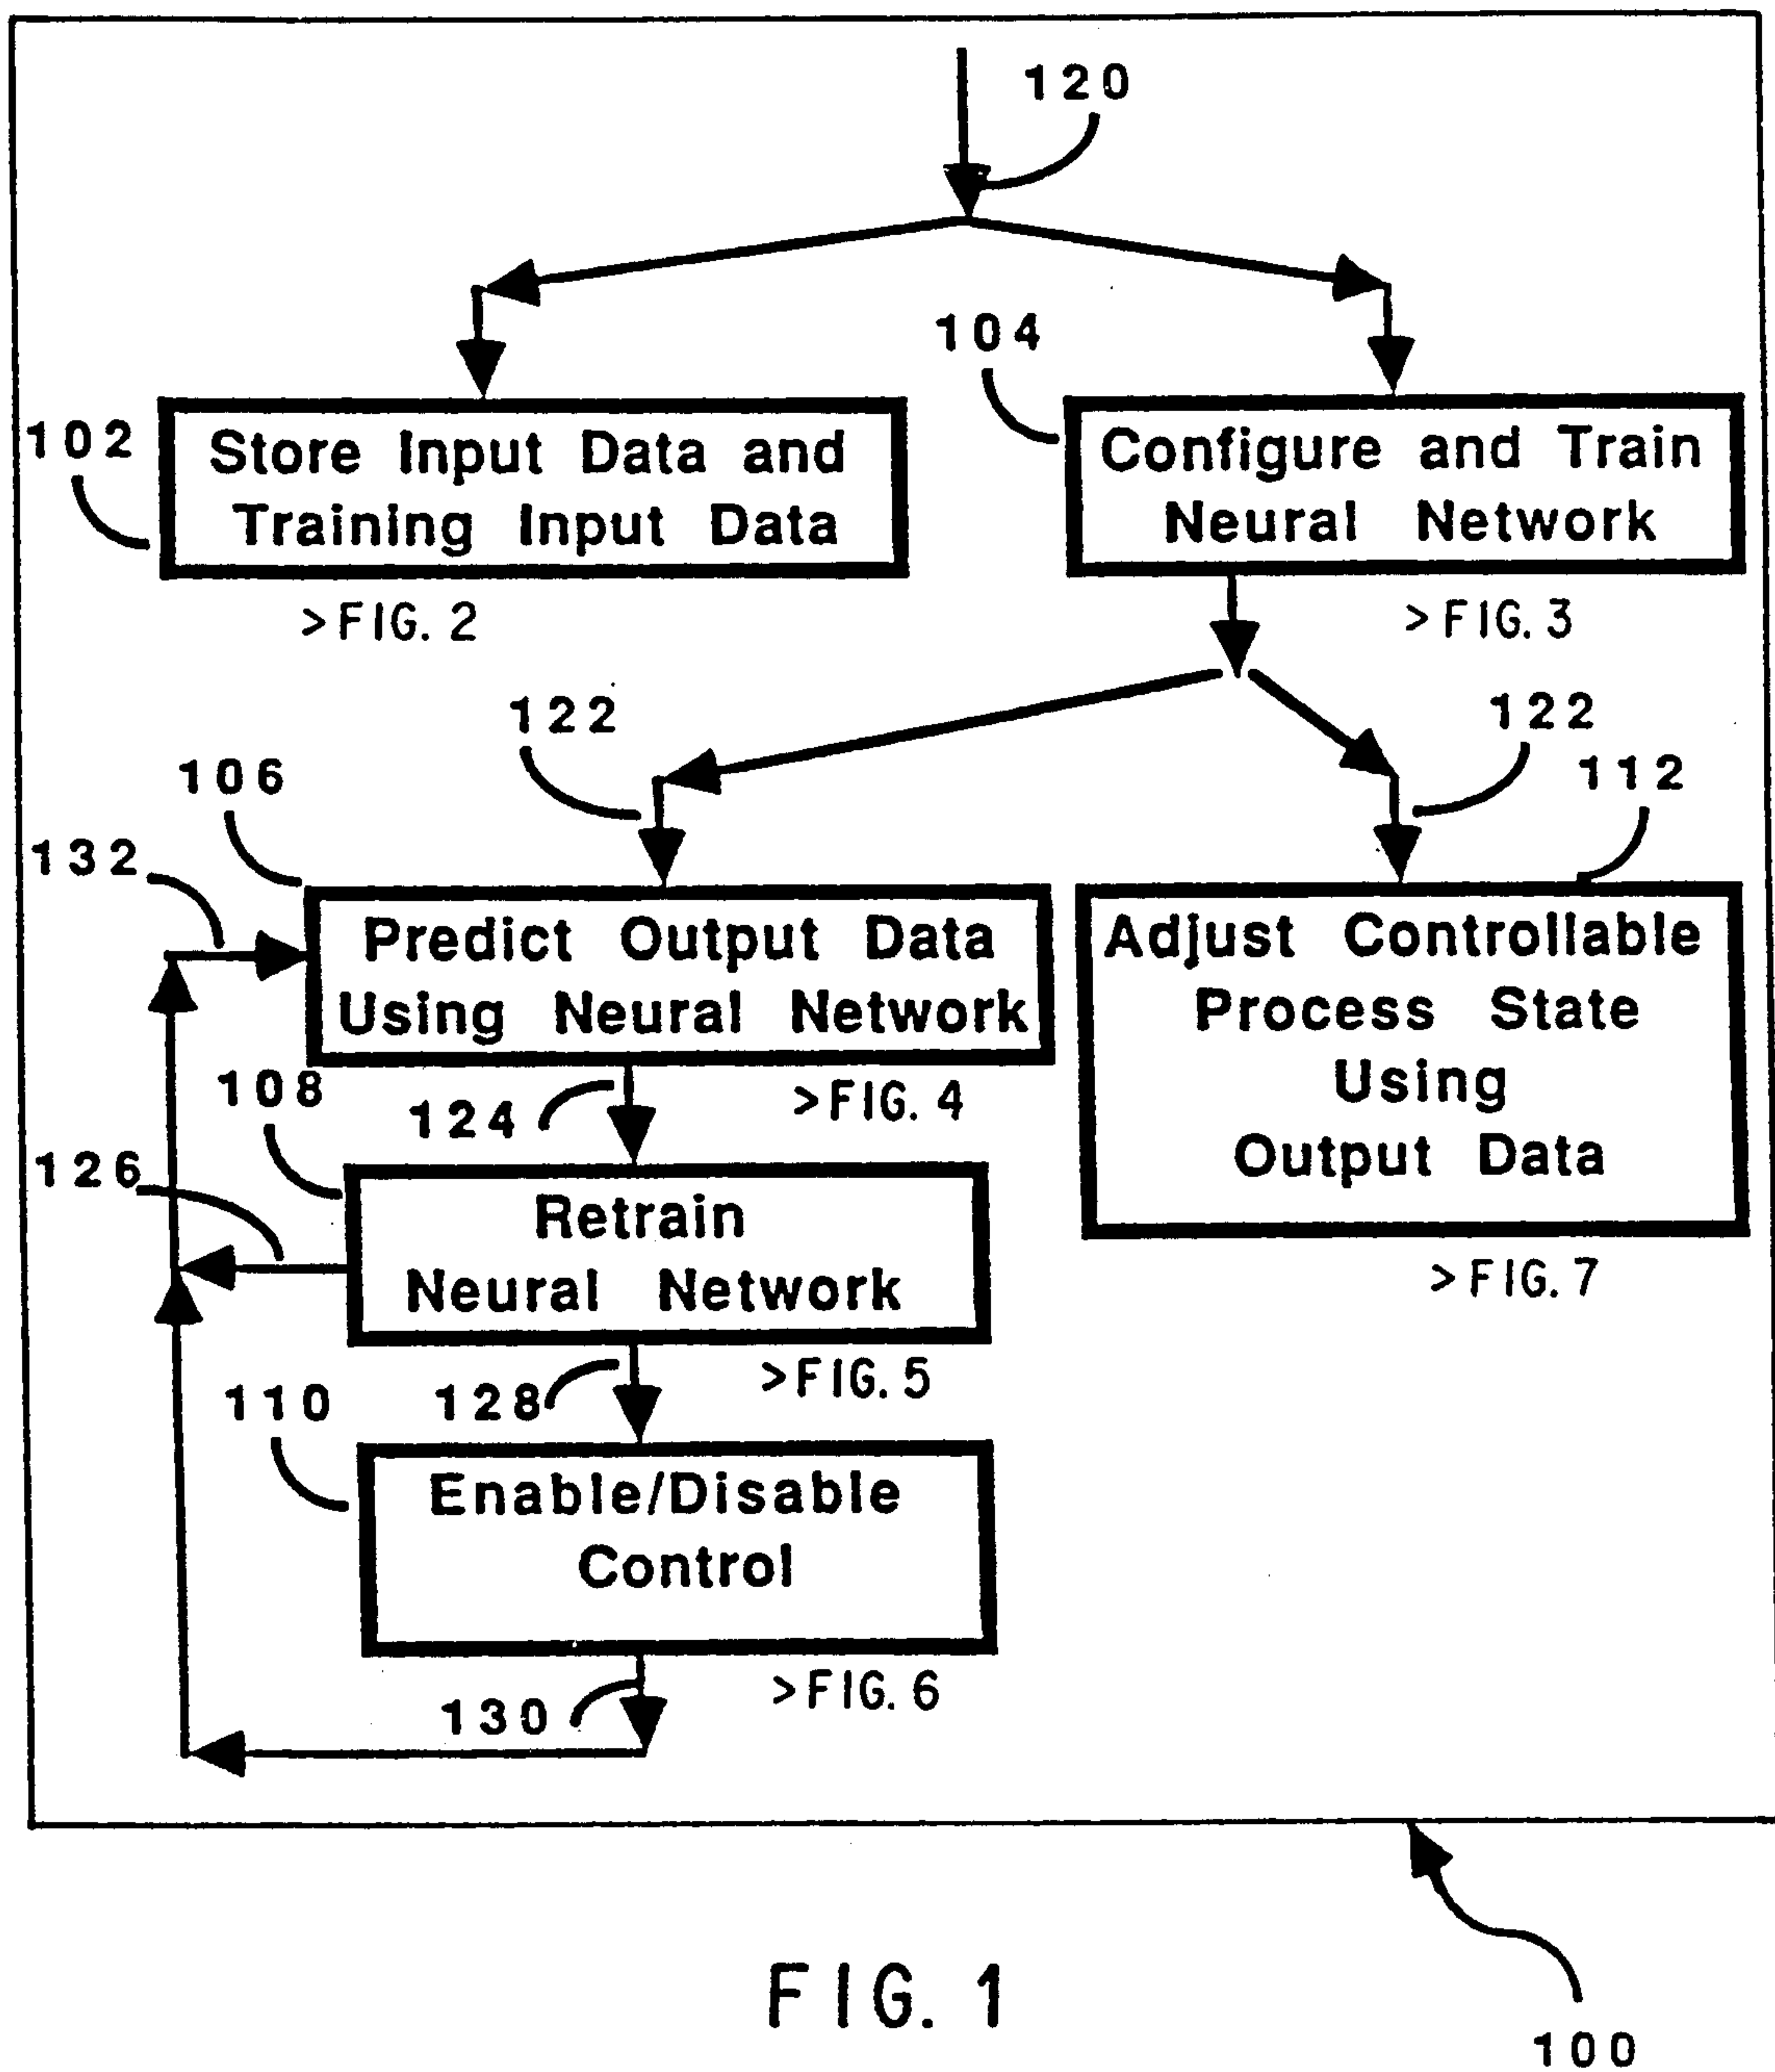 120
104
102
Store Input Data and
Training Input Data
Configure and Train
Neural Network
>FIG. 2
>FIG. 3
122
122
106
112
132
Predict Output Data
Using Neural Network
Adjust Controllable
Process State
Using
Output Data
108
124
>FIG. 4
126
Retrain
Neural Network
>FIG. 7
110
128
>FIG. 5
Enable/Disable
Control
130
>FIG. 6
FIG. 1
100